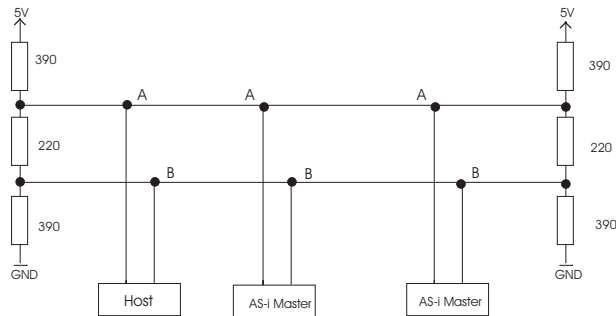 5V
5V
390
390
A
A
A
220
220
B
B
B
390
390
GND
GND
Host
AS-i Master
AS-i Master